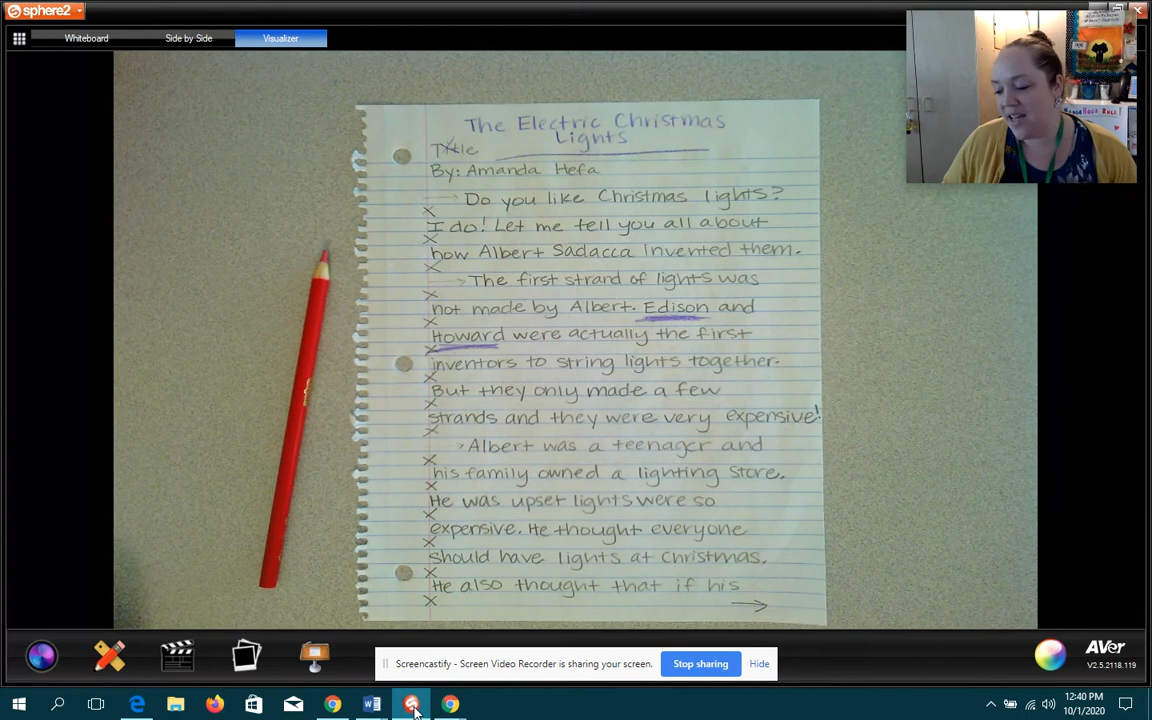 sphere2
Whiteboard
Side by Side
Visualizer
The Electric Christmas
Lights
Title
By: Amanda Hefa
Do you like Christmas lights?
I do! Let me tell you all about
how Albert Sadacca invented them.
The first strand of lights was
not made by Albert. Edison and
Howard were actually the first
inventors to string lights together.
But they only made a few
strands and they were very expensive!
Albert was a teenager and
his family owned a lighting store.
He was upset lights were so
expensive. He thought everyone
should have lights at Christmas.
He also thought that if his
Screencastify - Screen Video Recorder is sharing your screen.
Stop sharing
Hide
AVer
V2.5.2118.119
12:40 PM
10/1/2020